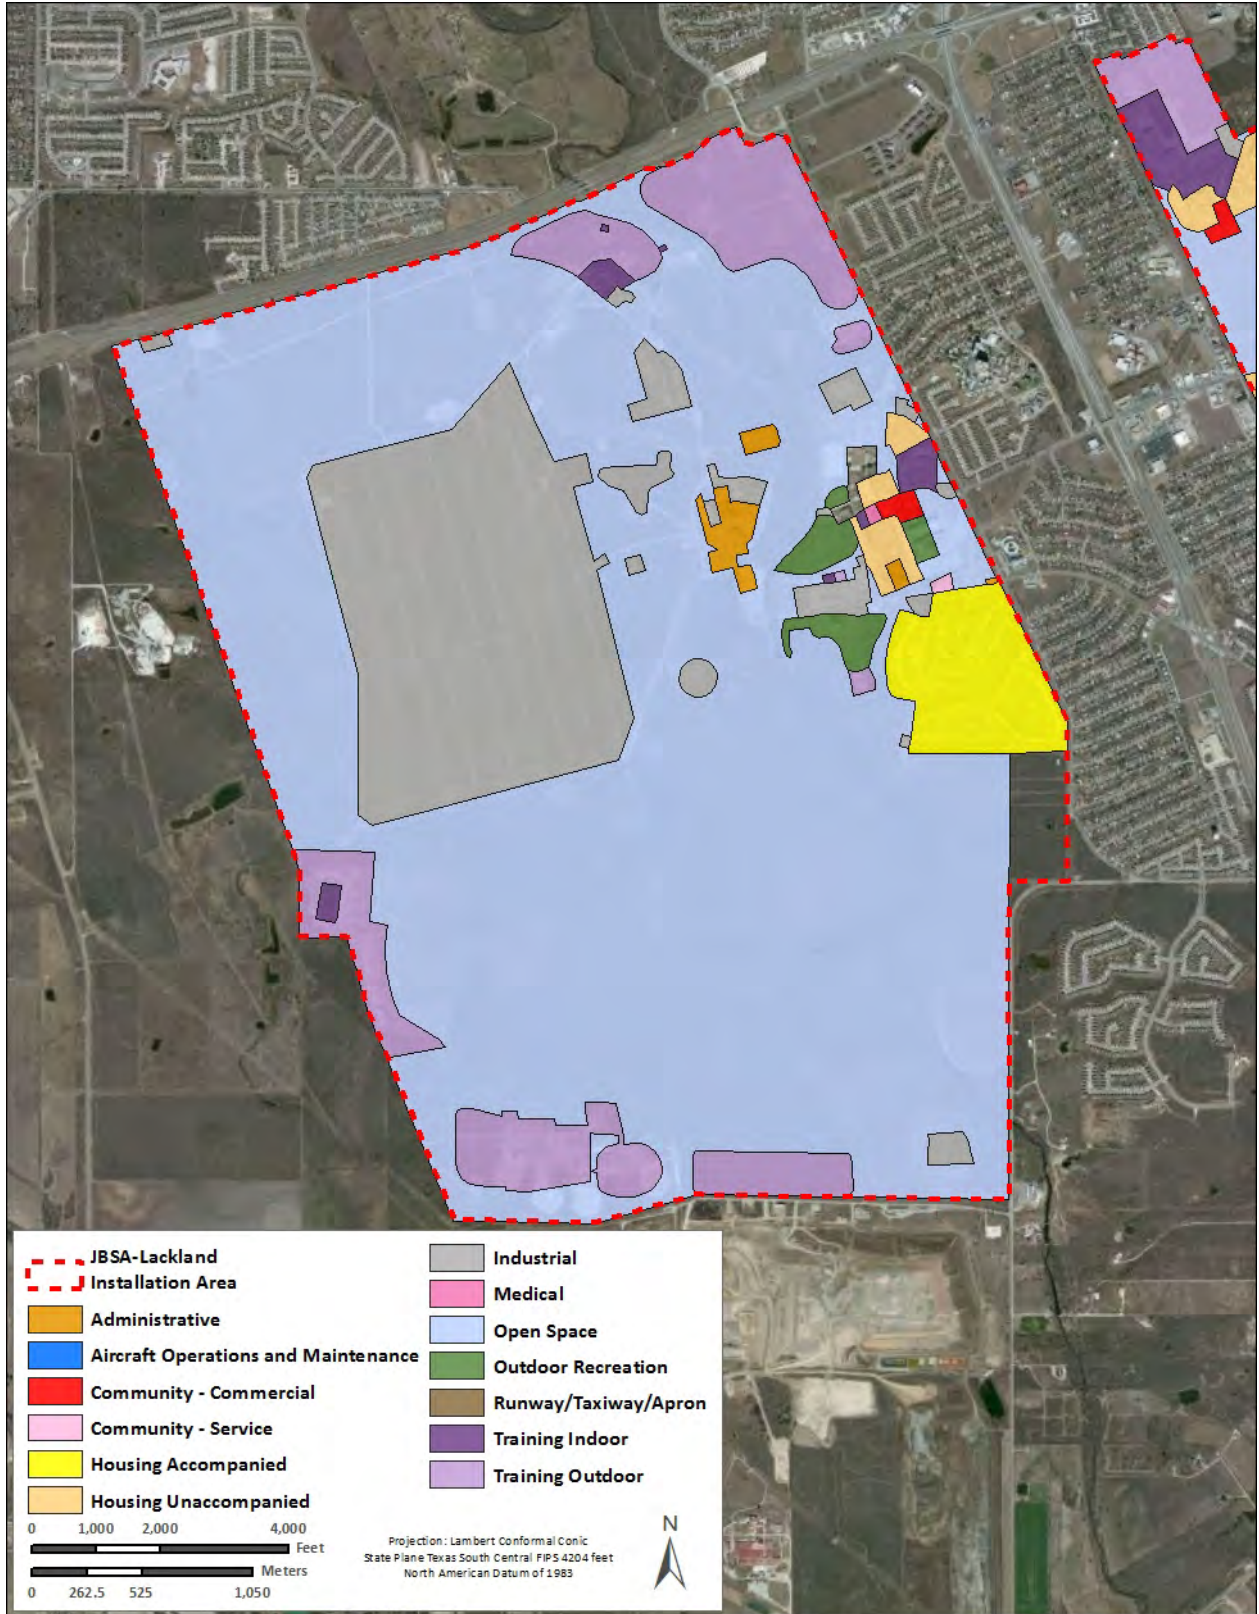 JBSA-Lackland
Installation Area
Administrative
Aircraft Operations and Maintenance
Community - Commercial
Community - Service
Housing Accompanied
Housing Unaccompanied
Industrial
Medical
Open Space
Outdoor Recreation
Runway/Taxiway/Apron
Training Indoor
Training Outdoor
0 1,000 2,000 4,000
Feet
Meters
0 262.5 525 1,050
Projection: Lambert Conformal Conic
State Plane Texas South Central FIPS 4204 feet
North American Datum of 1983
N